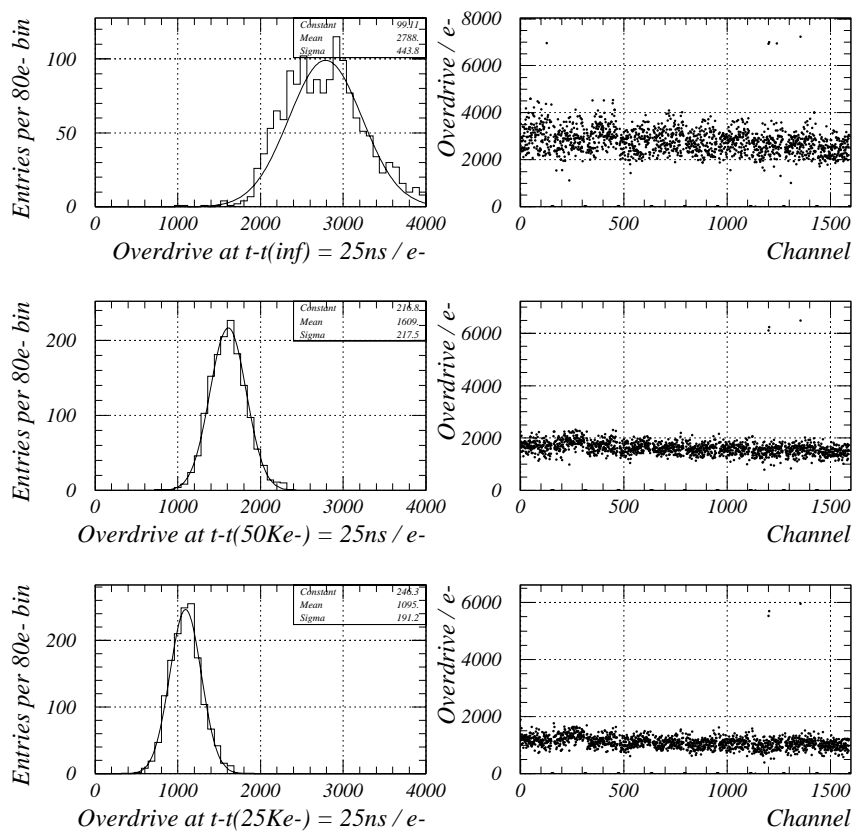 Entries per 80e- bin
100
50
0
0 1000 2000 3000 4000
Constant 99.11
Mean 2788.
Sigma 443.8
Overdrive at t-t(inf) = 25ns / e-
Overdrive / e-
8000
6000
4000
2000
0
0 500 1000 1500
Channel
Entries per 80e- bin
200
100
0
0 1000 2000 3000 4000
Constant 216.8
Mean 1609.
Sigma 217.5
Overdrive at t-t(50Ke-) = 25ns / e-
Overdrive / e-
6000
4000
2000
0
0 500 1000 1500
Channel
Entries per 80e- bin
200
100
0
0 1000 2000 3000 4000
Constant 246.3
Mean 1095.
Sigma 191.2
Overdrive at t-t(25Ke-) = 25ns / e-
Overdrive / e-
6000
4000
2000
0
0 500 1000 1500
Channel